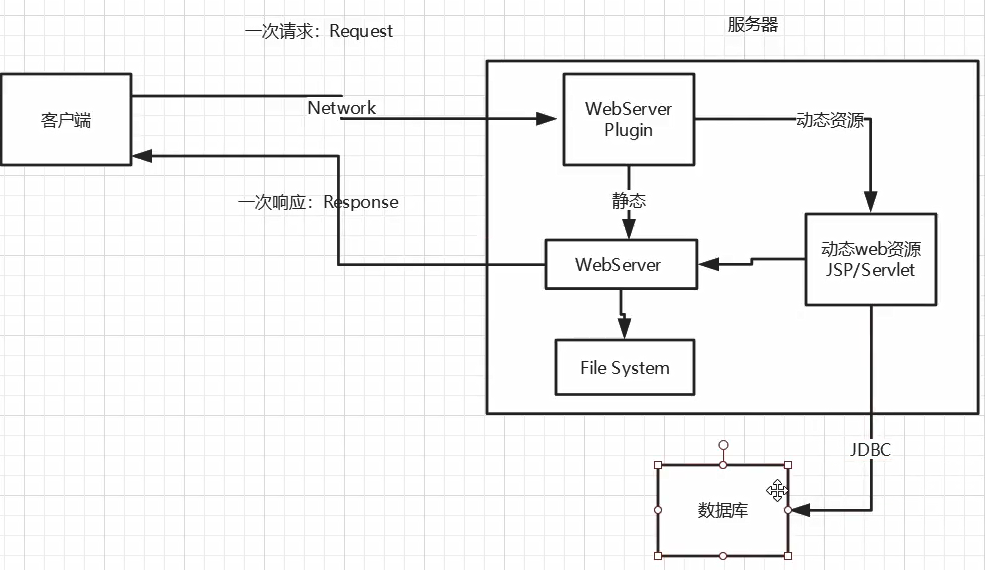 一次请求：Request
服务器
客户端
Network
WebServer
Plugin
动态资源
一次响应：Response
静态
WebServer
动态web资源
JSP/Servlet
File System
JDBC
数据库